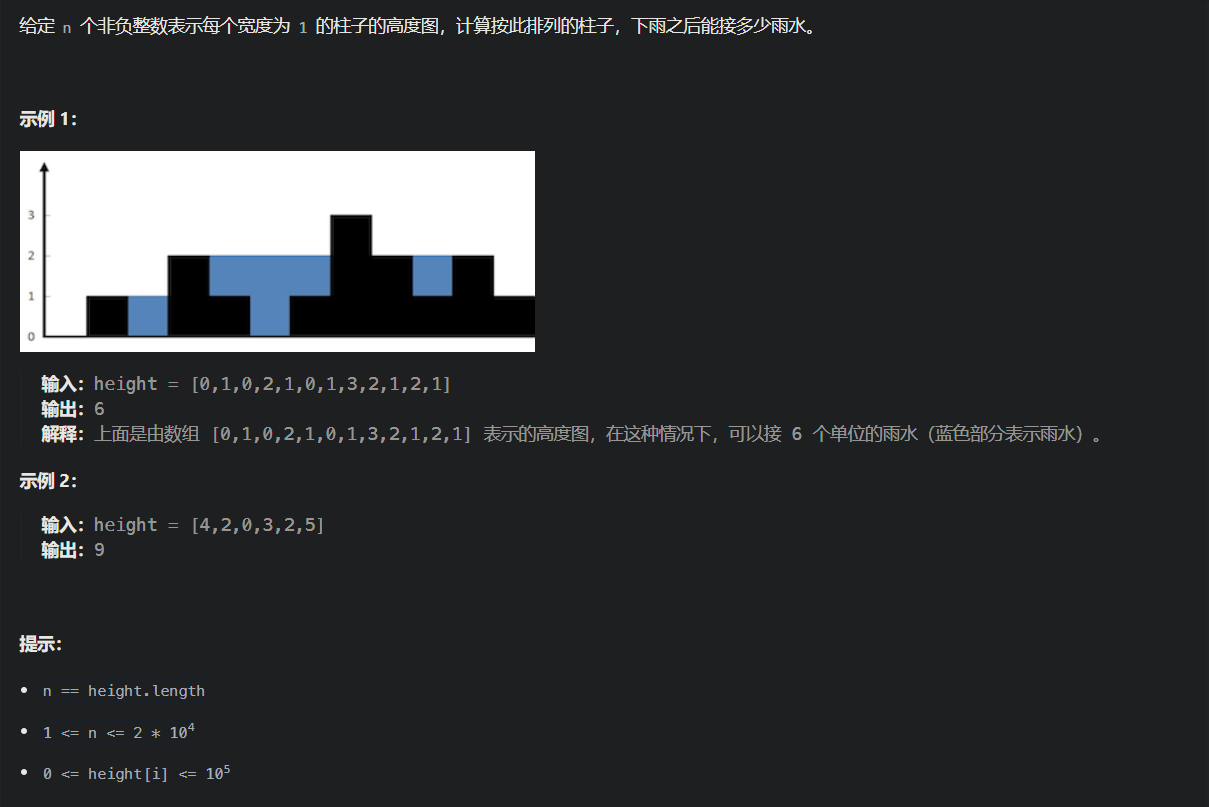 给定 n 个非负整数表示每个宽度为 1 的柱子的高度图，计算按此排列的柱子，下雨之后能接多少雨水。
示例 1：
3
2
1
0
输入：height = [0,1,0,2,1,0,1,3,2,1,2,1]
输出：6
解释：上面是由数组 [0,1,0,2,1,0,1,3,2,1,2,1] 表示的高度图，在这种情况下，可以接 6 个单位的雨水（蓝色部分表示雨水）。
示例 2：
输入：height = [4,2,0,3,2,5]
输出：9
提示：
• n == height.length
• 1 <= n <= 2 * 10⁴
• 0 <= height[i] <= 10⁵